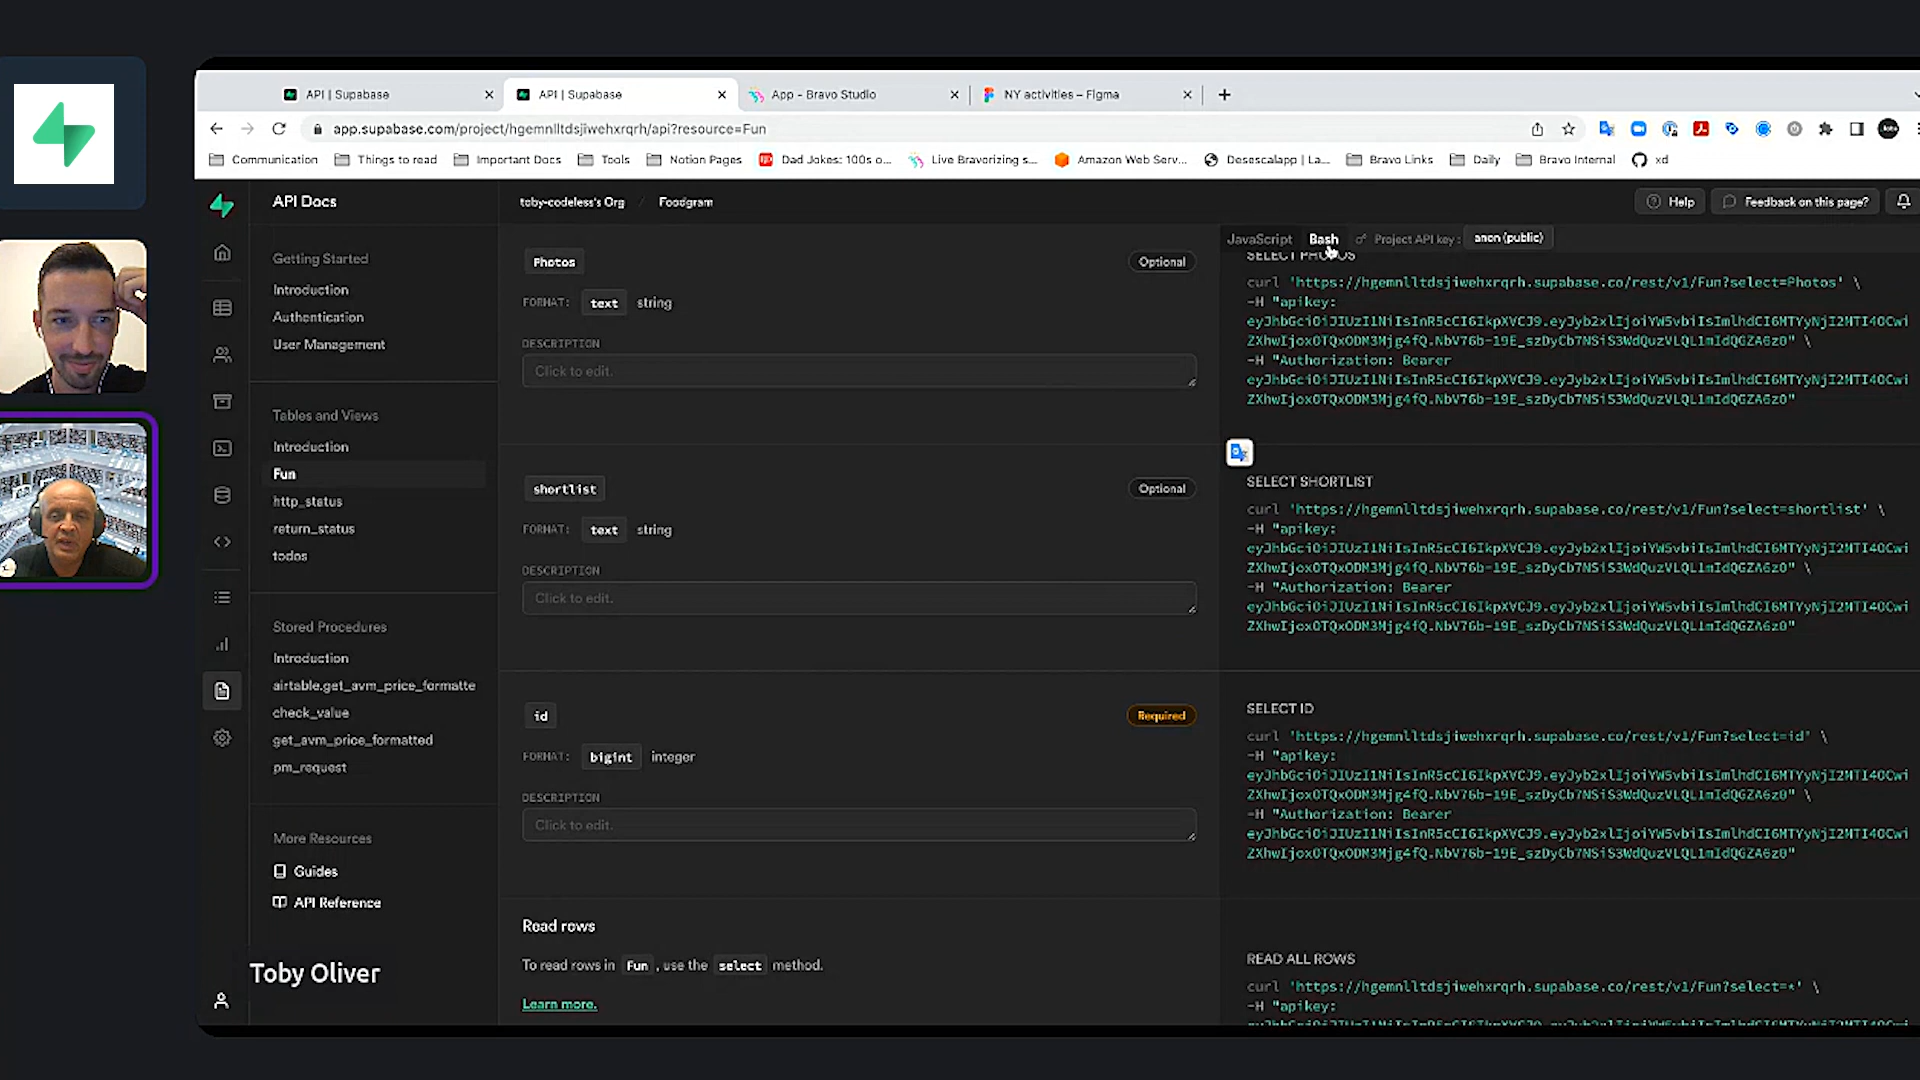 API | Supabase
API | Supabase
App - Bravo Studio
NY activities – Figma
app.supabase.com/project/hgemnlltdsjiwehxrqrh/api?resource=Fun
Communication
Things to read
Important Docs
Tools
Notion Pages
Dad Jokes: 100s o...
Live Bravorizing s...
Amazon Web Serv...
Desescalapp | La...
Bravo Links
Daily
Bravo Internal
xd
API Docs
toby-codeless's Org / Foodgram
Help
Feedback on this page?
Getting Started
Introduction
Authentication
User Management
Tables and Views
Introduction
Fun
http_status
return_status
todos
Stored Procedures
Introduction
airtable.get_avm_price_formatte
check_value
get_avm_price_formatted
pm_request
More Resources
Guides
API Reference
Toby Oliver
Photos
Optional
FORMAT: text string
DESCRIPTION
Click to edit.
shortlist
Optional
FORMAT: text string
DESCRIPTION
Click to edit.
id
Required
FORMAT: bigint integer
DESCRIPTION
Click to edit.
Read rows
To read rows in Fun , use the select method.
Learn more.
JavaScript
Bash
Project API key :
anon (public)
SELECT PHOTOS
curl 'https://hgemnlltdsjiwehxrqrh.supabase.co/rest/v1/Fun?select=Photos' \
-H "apikey:
-H "Authorization: Bearer
SELECT SHORTLIST
curl 'https://hgemnlltdsjiwehxrqrh.supabase.co/rest/v1/Fun?select=shortlist' \
-H "apikey:
-H "Authorization: Bearer
SELECT ID
curl 'https://hgemnlltdsjiwehxrqrh.supabase.co/rest/v1/Fun?select=id' \
-H "apikey:
-H "Authorization: Bearer
READ ALL ROWS
curl 'https://hgemnlltdsjiwehxrqrh.supabase.co/rest/v1/Fun?select=*' \
-H "apikey: